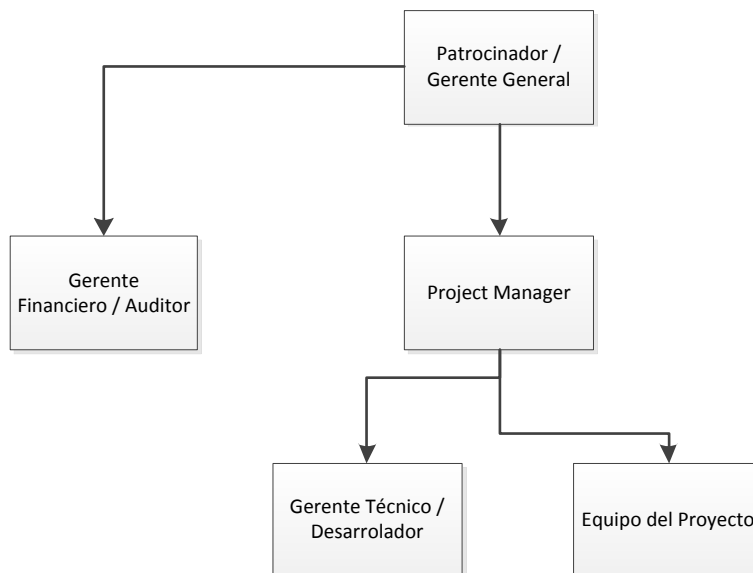 Patrocinador /
Gerente General
Gerente
Financiero / Auditor
Project Manager
Gerente Técnico /
Desarrolador
Equipo del Proyecto